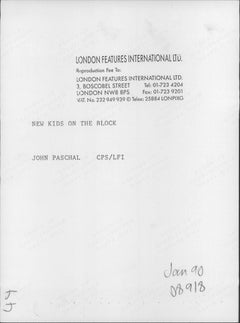 LONDON FEATURES INTERNATIONAL LTD.
Reproduction Fee To:
LONDON FEATURES INTERNATIONAL LTD.
3, BOSCOBEL STREET Tel: 01-723 4204
LONDON NW8 8PS Fax: 01-723 9201
VAT. No. 232 949 939 © Telex: 25884 LONPIXG
NEW KIDS ON THE BLOCK
JOHN PASCHAL CPS/LFI
Jan 90
08918